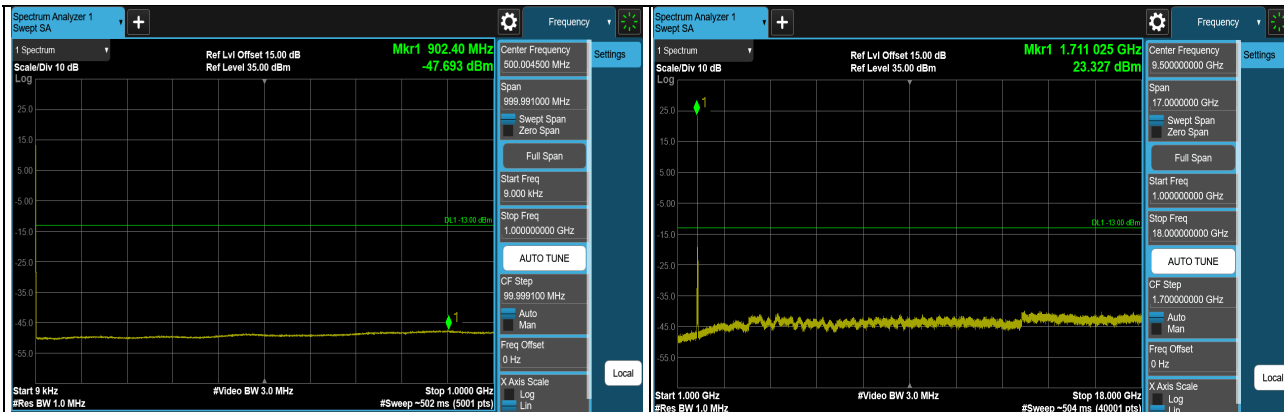 Spectrum Analyzer 1
Swept SA
+
Frequency
1 Spectrum
Scale/Div 10 dB
Log
Ref Lvl Offset 15.00 dB
Ref Level 35.00 dBm
Mkr1 902.40 MHz
-47.693 dBm
1
25.0
15.0
5.00
-5.00
-15.0
-25.0
-35.0
-45.0
-55.0
DL1 -13.00 dBm
Start 9 kHz
#Res BW 1.0 MHz
#Video BW 3.0 MHz
Stop 1.0000 GHz
#Sweep ~502 ms (5001 pts)
Center Frequency
500.004500 MHz
Settings
Span
999.991000 MHz
Swept Span
Zero Span
Full Span
Start Freq
9.000 kHz
Stop Freq
1.000000000 GHz
AUTO TUNE
CF Step
99.999100 MHz
Auto
Man
Freq Offset
0 Hz
X Axis Scale
Log
Lin
Local
Spectrum Analyzer 1
Swept SA
+
Frequency
1 Spectrum
Scale/Div 10 dB
Log
Ref Lvl Offset 15.00 dB
Ref Level 35.00 dBm
Mkr1 1.711 025 GHz
23.327 dBm
1
25.0
15.0
5.00
-5.00
-15.0
-25.0
-35.0
-45.0
-55.0
DL1 -13.00 dBm
Start 1.000 GHz
#Res BW 1.0 MHz
#Video BW 3.0 MHz
Stop 18.000 GHz
#Sweep ~504 ms (40001 pts)
Center Frequency
9.500000000 GHz
Settings
Span
17.0000000 GHz
Swept Span
Zero Span
Full Span
Start Freq
1.000000000 GHz
Stop Freq
18.000000000 GHz
AUTO TUNE
CF Step
1.700000000 GHz
Auto
Man
Freq Offset
0 Hz
X Axis Scale
Log
Lin
Local